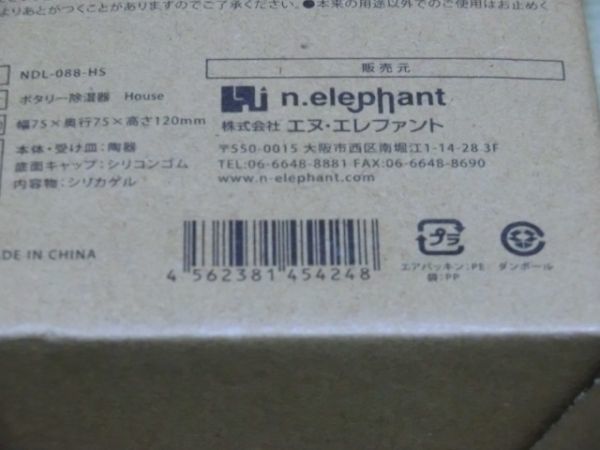 よりあとがつくことがありますのでご了承ください。●本来の用途以外でのご使用はお止めく
NDL-088-HS
ポタリー除湿器 House
幅75×奥行75×高さ120mm
本体・受け皿：陶器
底面キャップ：シリコンゴム
内容物：シリカゲル
ADE IN CHINA
販売元
n.elephant
株式会社 エヌ・エレファント
〒550-0015 大阪市西区南堀江1-14-28 3F
TEL:06-6648-8881 FAX:06-6648-8690
www.n-elephant.com
4 562381 454248
プラ
エアパッキン：PE
袋：PP
ダンボール